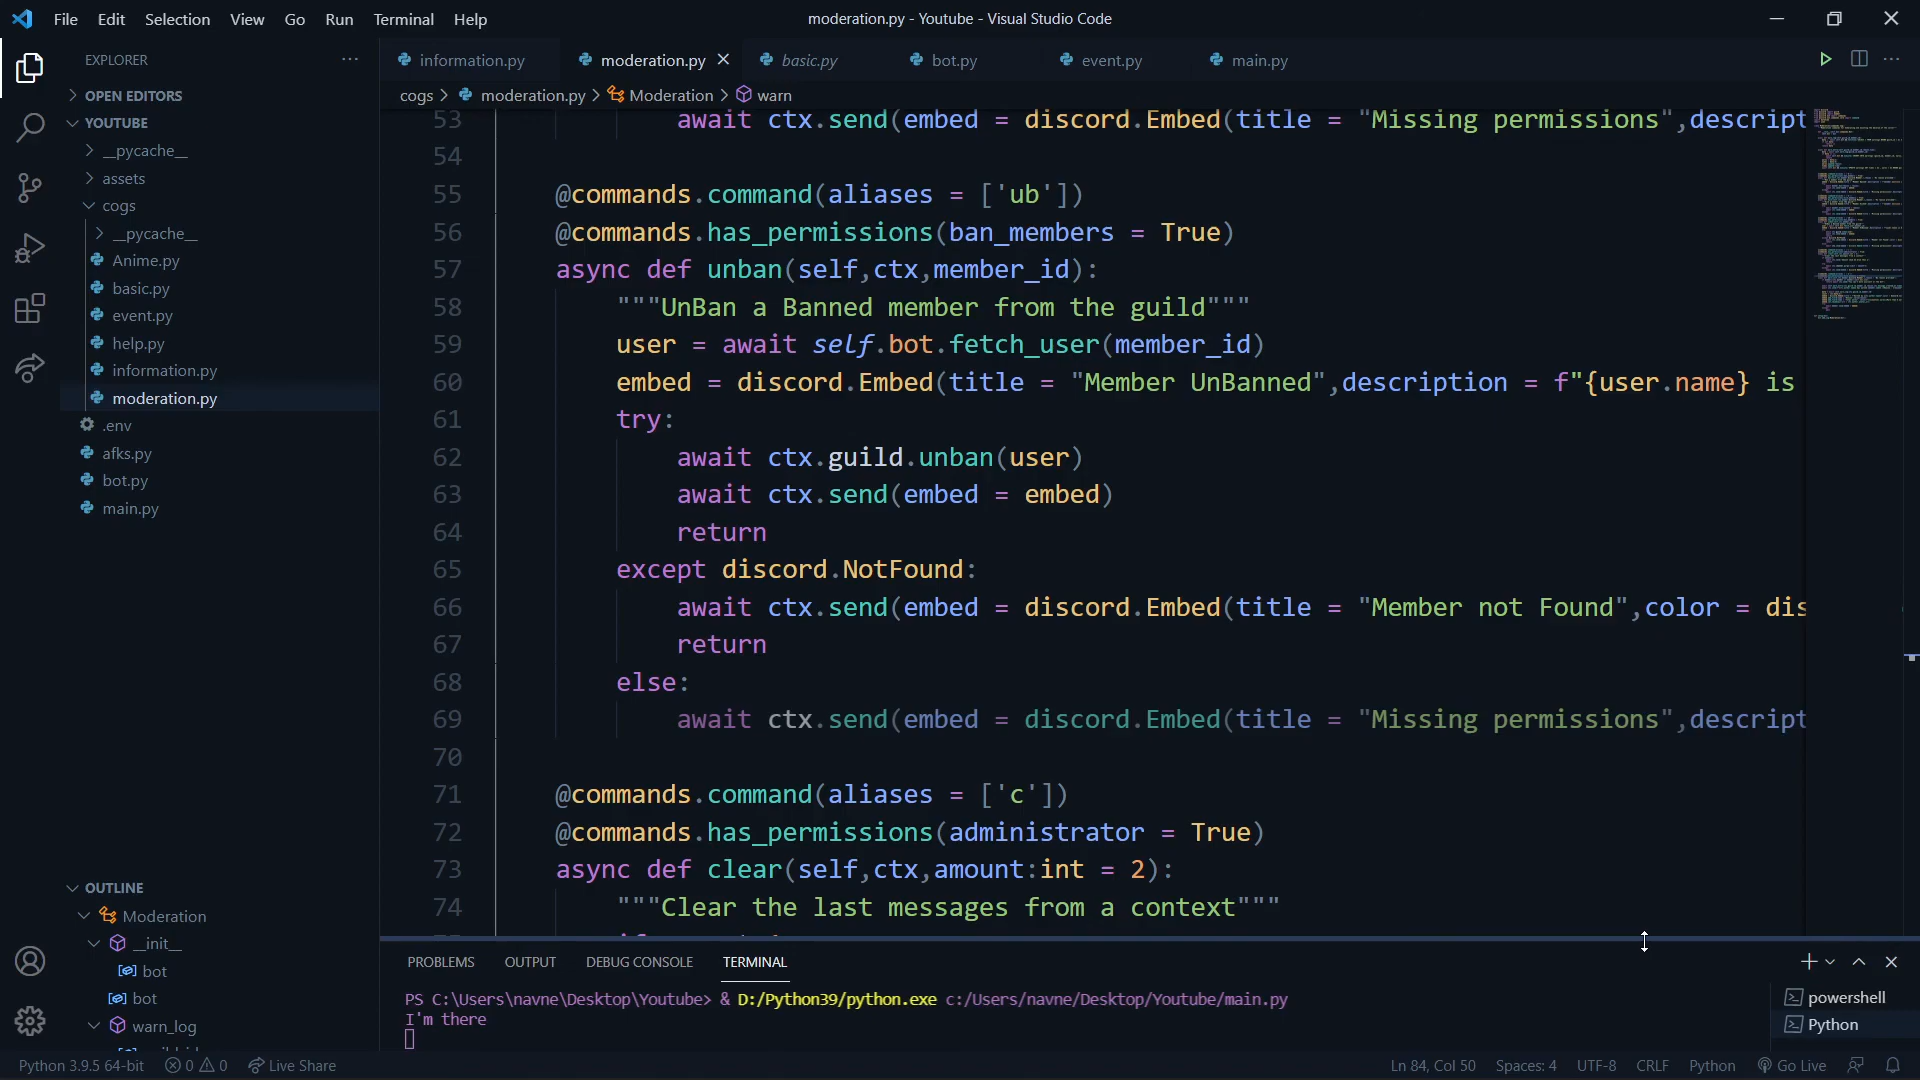 File Edit Selection View Go Run Terminal Help
moderation.py - Youtube - Visual Studio Code
EXPLORER
OPEN EDITORS
YOUTUBE
__pycache__
assets
cogs
__pycache__
Anime.py
basic.py
event.py
help.py
information.py
moderation.py
.env
afks.py
bot.py
main.py
OUTLINE
Moderation
__init__
bot
bot
warn_log
information.py moderation.py basic.py bot.py event.py main.py
cogs > moderation.py > Moderation > warn
53 await ctx.send(embed = discord.Embed(title = "Missing permissions",descript
54
55 @commands.command(aliases = ['ub'])
56 @commands.has_permissions(ban_members = True)
57 async def unban(self,ctx,member_id):
58 """UnBan a Banned member from the guild"""
59 user = await self.bot.fetch_user(member_id)
60 embed = discord.Embed(title = "Member UnBanned",description = f"{user.name} is
61 try:
62 await ctx.guild.unban(user)
63 await ctx.send(embed = embed)
64 return
65 except discord.NotFound:
66 await ctx.send(embed = discord.Embed(title = "Member not Found",color = dis
67 return
68 else:
69 await ctx.send(embed = discord.Embed(title = "Missing permissions",descript
70
71 @commands.command(aliases = ['c'])
72 @commands.has_permissions(administrator = True)
73 async def clear(self,ctx,amount:int = 2):
74 """Clear the last messages from a context"""
PROBLEMS OUTPUT DEBUG CONSOLE TERMINAL
PS C:\Users\navne\Desktop\Youtube> & D:/Python39/python.exe c:/Users/navne/Desktop/Youtube/main.py
I'm there
powershell
Python
Python 3.9.5 64-bit 0 0 Live Share Ln 84, Col 50 Spaces: 4 UTF-8 CRLF Python Go Live